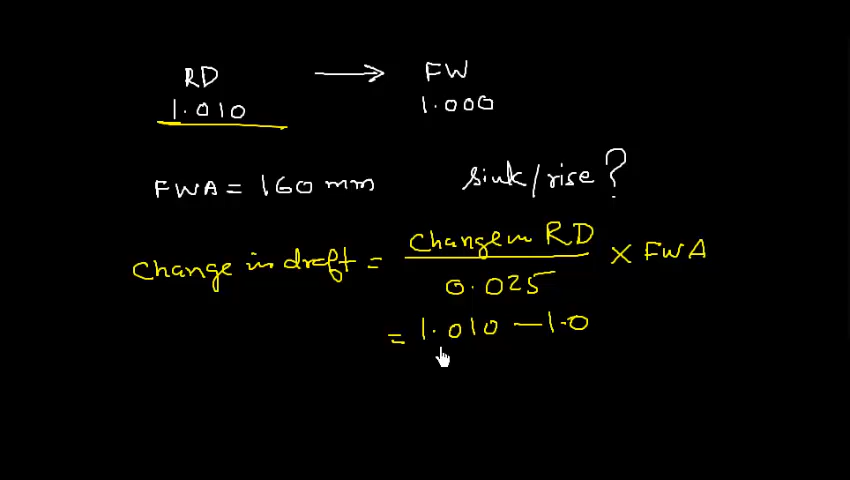 RD → FW
1.010 1.000
FWA = 160 mm sink/rise?
Change in draft = Change in RD / 0.025 × FWA
= 1.010 - 1.0